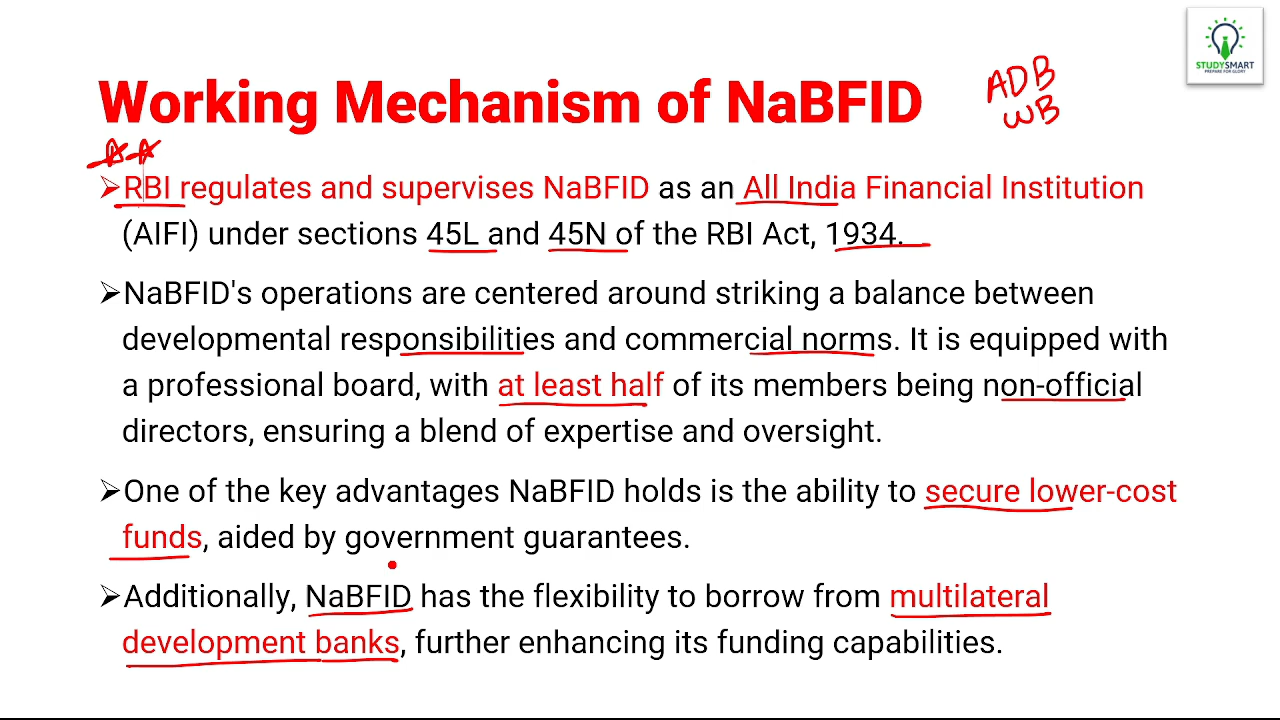 STUDYSMART
PREPARE FOR GLORY
Working Mechanism of NaBFID
ADB
WB
➢RBI regulates and supervises NaBFID as an All India Financial Institution
(AIFI) under sections 45L and 45N of the RBI Act, 1934.
➢NaBFID's operations are centered around striking a balance between
developmental responsibilities and commercial norms. It is equipped with
a professional board, with at least half of its members being non-official
directors, ensuring a blend of expertise and oversight.
➢One of the key advantages NaBFID holds is the ability to secure lower-cost
funds, aided by government guarantees.
➢Additionally, NaBFID has the flexibility to borrow from multilateral
development banks, further enhancing its funding capabilities.